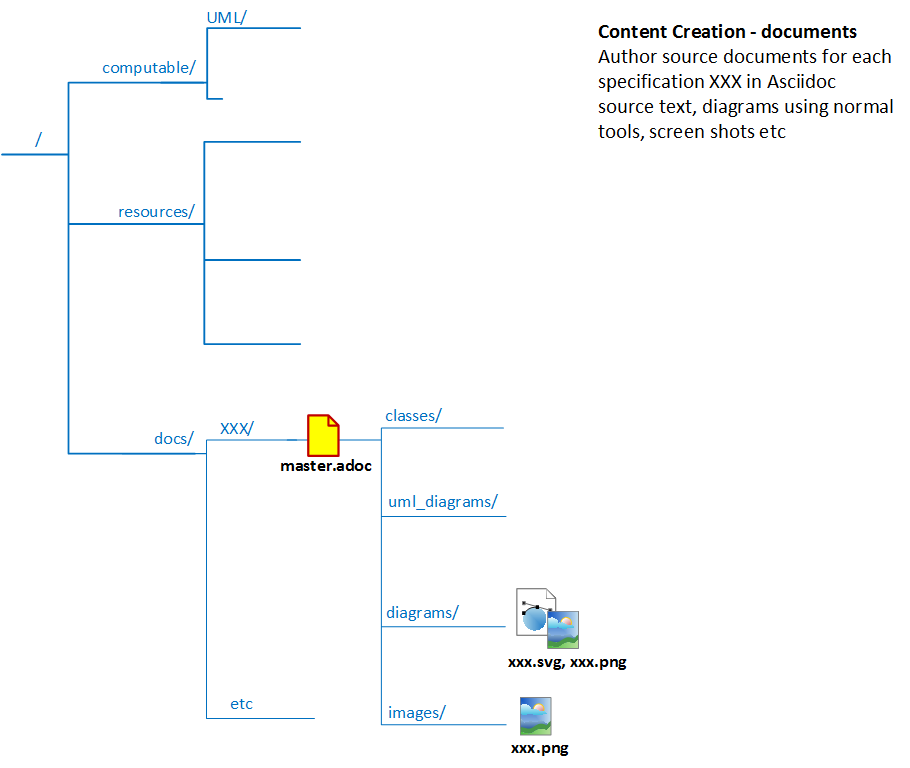 UML/
Content Creation - documents
Author source documents for each
specification XXX in Asciidoc
source text, diagrams using normal
tools, screen shots etc
computable/
/
resources/
classes/
XXX/
docs/
master.adoc
uml_diagrams/
diagrams/
xxx.svg, xxx.png
etc
images/
xxx.png